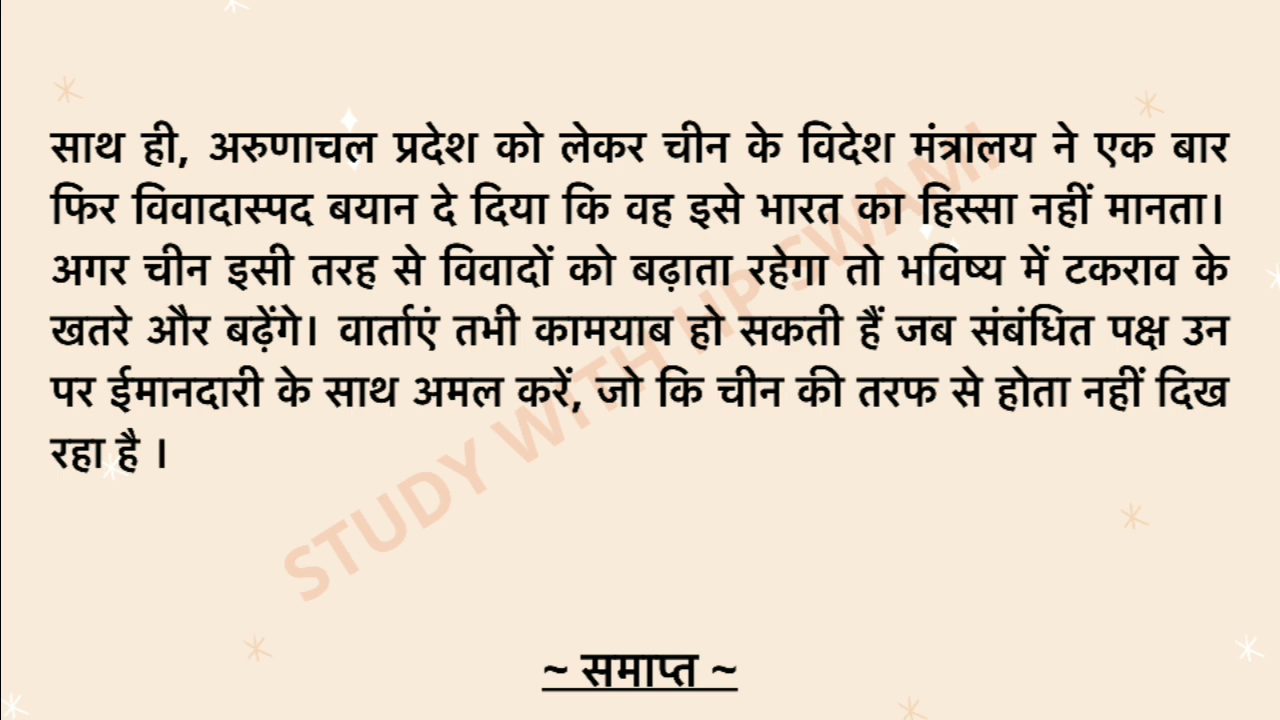 साथ ही, अरुणाचल प्रदेश को लेकर चीन के विदेश मंत्रालय ने एक बार
फिर विवादास्पद बयान दे दिया कि वह इसे भारत का हिस्सा नहीं मानता।
अगर चीन इसी तरह से विवादों को बढ़ाता रहेगा तो भविष्य में टकराव के
खतरे और बढ़ेंगे। वार्ताएं तभी कामयाब हो सकती हैं जब संबंधित पक्ष उन
पर ईमानदारी के साथ अमल करें, जो कि चीन की तरफ से होता नहीं दिख
रहा है ।
STUDY WITH HP SWAMI
~ समाप्त ~